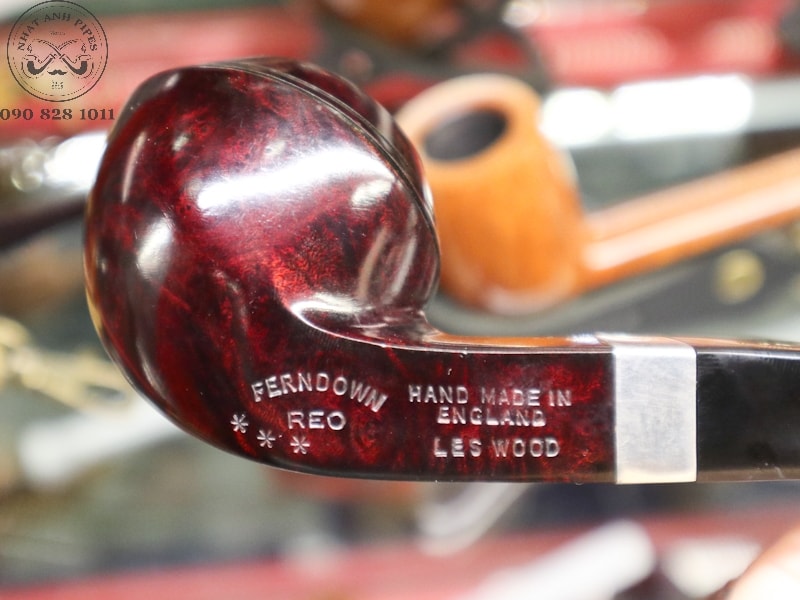 NHAT ANH PIPES
090 828 1011
FERNDOWN
REO
* * *
HAND MADE IN
ENGLAND
LES WOOD